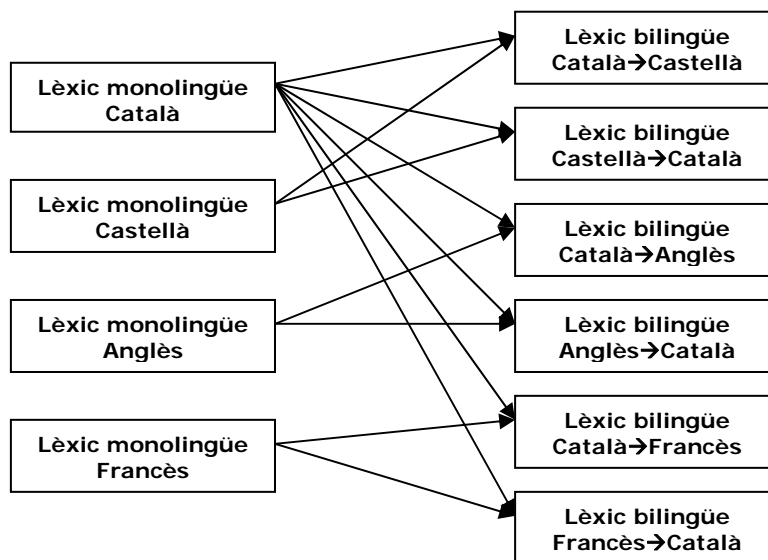 Lèxic monolingüe
Català
Lèxic monolingüe
Castellà
Lèxic monolingüe
Anglès
Lèxic monolingüe
Francès
Lèxic bilingüe
Català→Castellà
Lèxic bilingüe
Castellà→Català
Lèxic bilingüe
Català→Anglès
Lèxic bilingüe
Anglès→Català
Lèxic bilingüe
Català→Francès
Lèxic bilingüe
Francès→Català